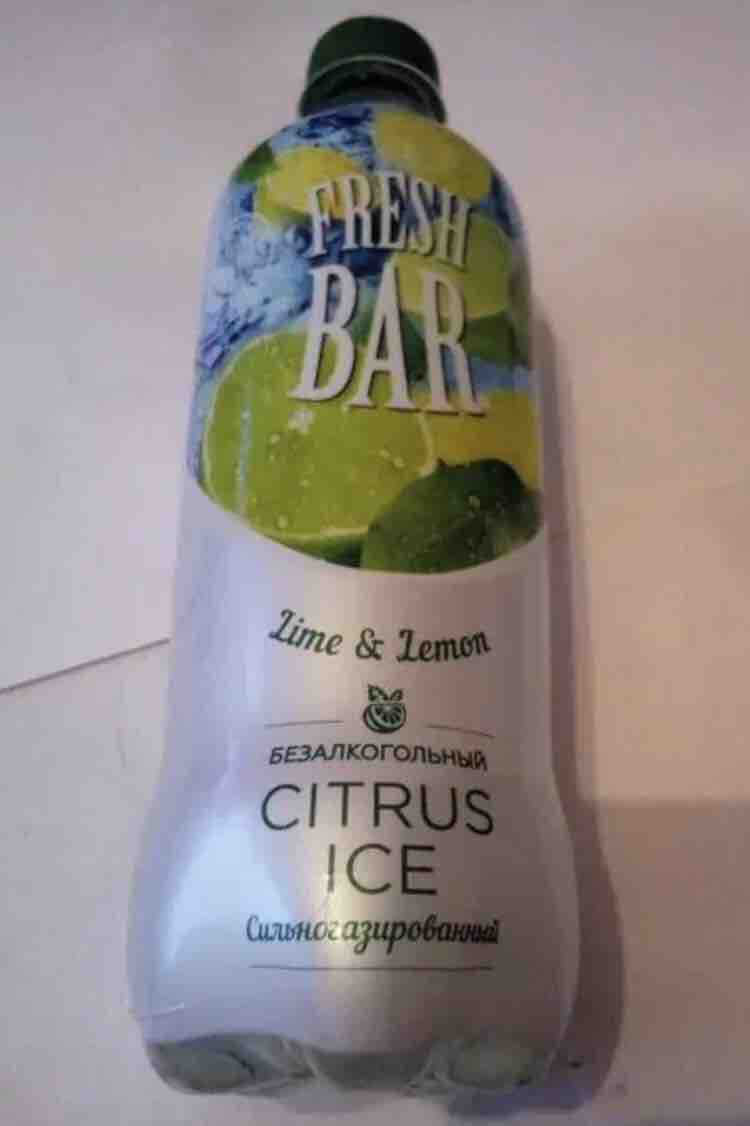 FRESH
BAR
Lime & Lemon
БЕЗАЛКОГОЛЬНЫЙ
CITRUS
ICE
Сильногазированный